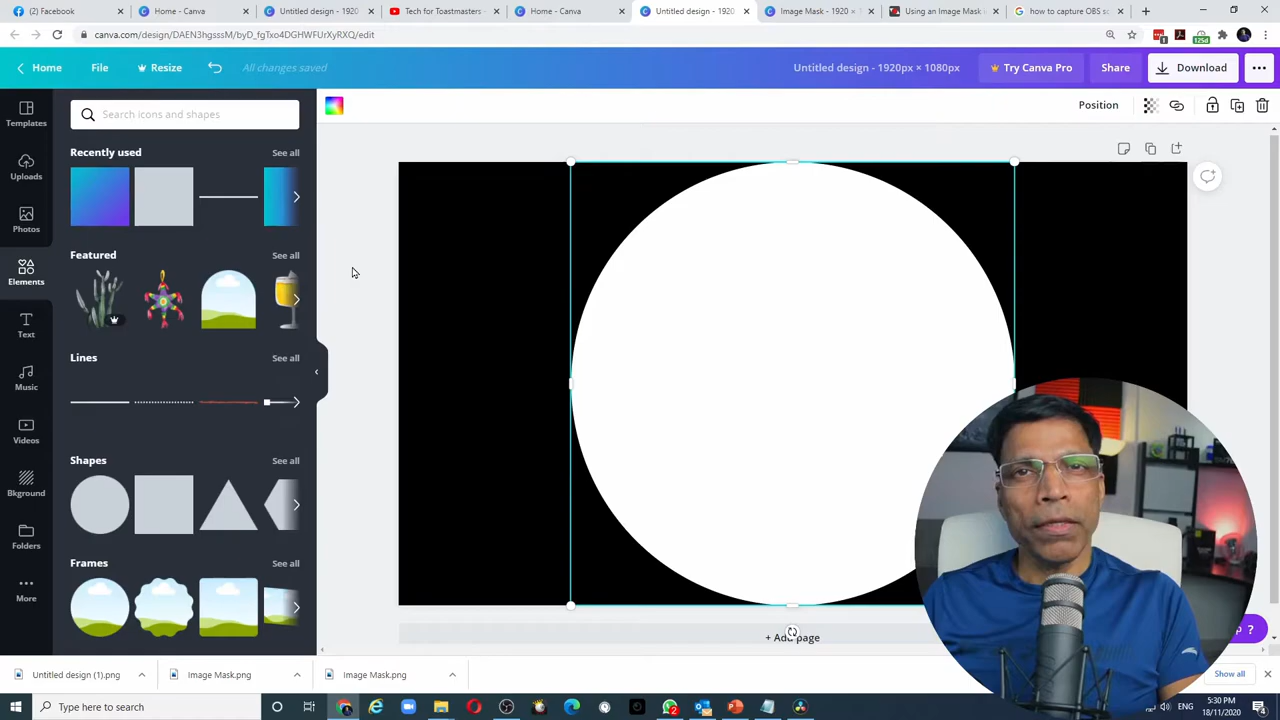 (2) Facebook
Home - Canva
Untitled design - 1920
Tech for Toastmasters -
Home - Canva
Untitled design - 1920
Image Mask - 1920 × 1
Using an Image Mask in
how to capture OBS sc
canva.com/design/DAEN3hgsssM/byD_fgTxo4DGHWFUrXyRXQ/edit
Home
File
Resize
All changes saved
Untitled design - 1920px × 1080px
Try Canva Pro
Share
Download
Templates
Uploads
Photos
Elements
Text
Music
Videos
Bkground
Folders
More
Search icons and shapes
Recently used
See all
Featured
See all
Lines
See all
Shapes
See all
Frames
See all
Position
+ Add page
?
Untitled design (1).png
Image Mask.png
Image Mask.png
Show all
Type here to search
5:30 PM
18/11/2020